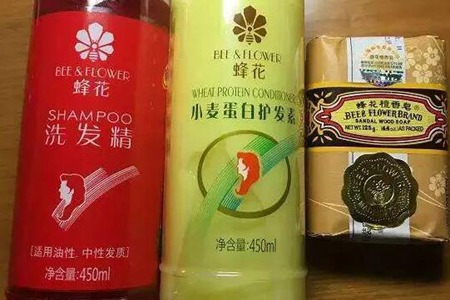 BEE & FLOWER
蜂花
SHAMPOO
洗发精
[适用油性、中性发质]
净含量:450ml
BEE & FLOWER
蜂花
WHEAT PROTEIN CONDITIONER
小麦蛋白护发素
净含量:450ml
蜂花檀香皂
BEE & FLOWER BRAND
SANDAL WOOD SOAP